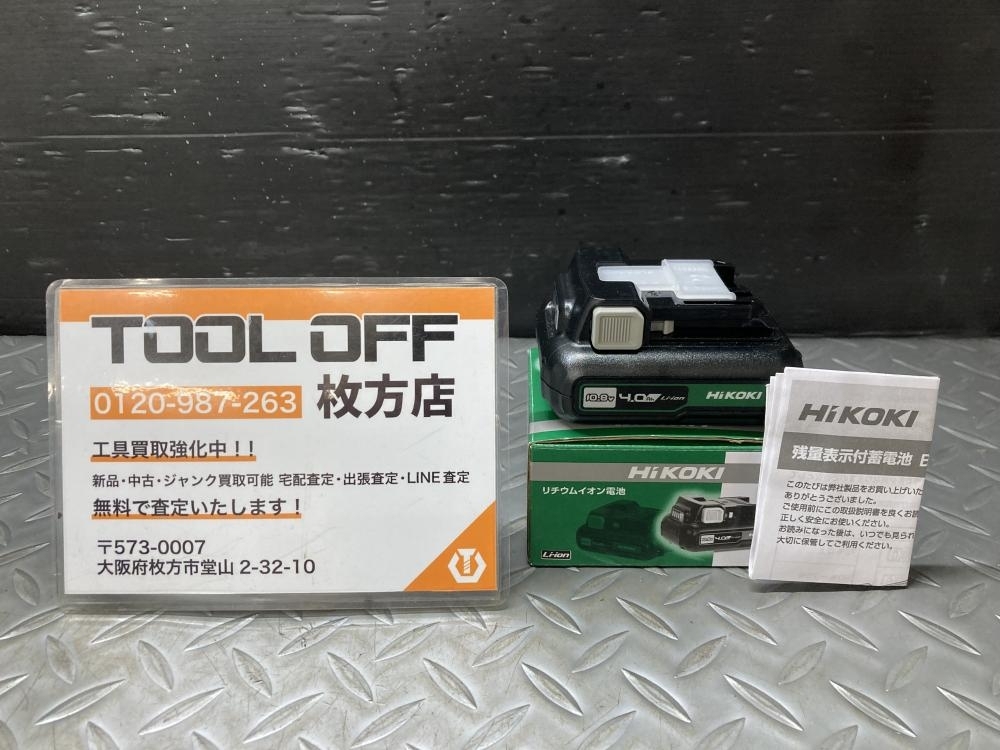 TOOL OFF
0120-987-263 枚方店
工具買取強化中！！
新品・中古・ジャンク買取可能 宅配査定・出張査定・LINE査定
無料で査定いたします！
〒573-0007
大阪府枚方市堂山 2-32-10
10.8V 4.0Ah Li-ion HiKOKI
HiKOKI
リチウムイオン電池
Li-ion
HiKOKI
残量表示付蓄電池
このたびは弊社製品をお買い上げいた
ありがとうございました。
ご使用前にこの取扱説明書を良くお読
正しく安全にお使いください。
お読みになった後は、いつでも見られ
大切に保管してご利用ください。